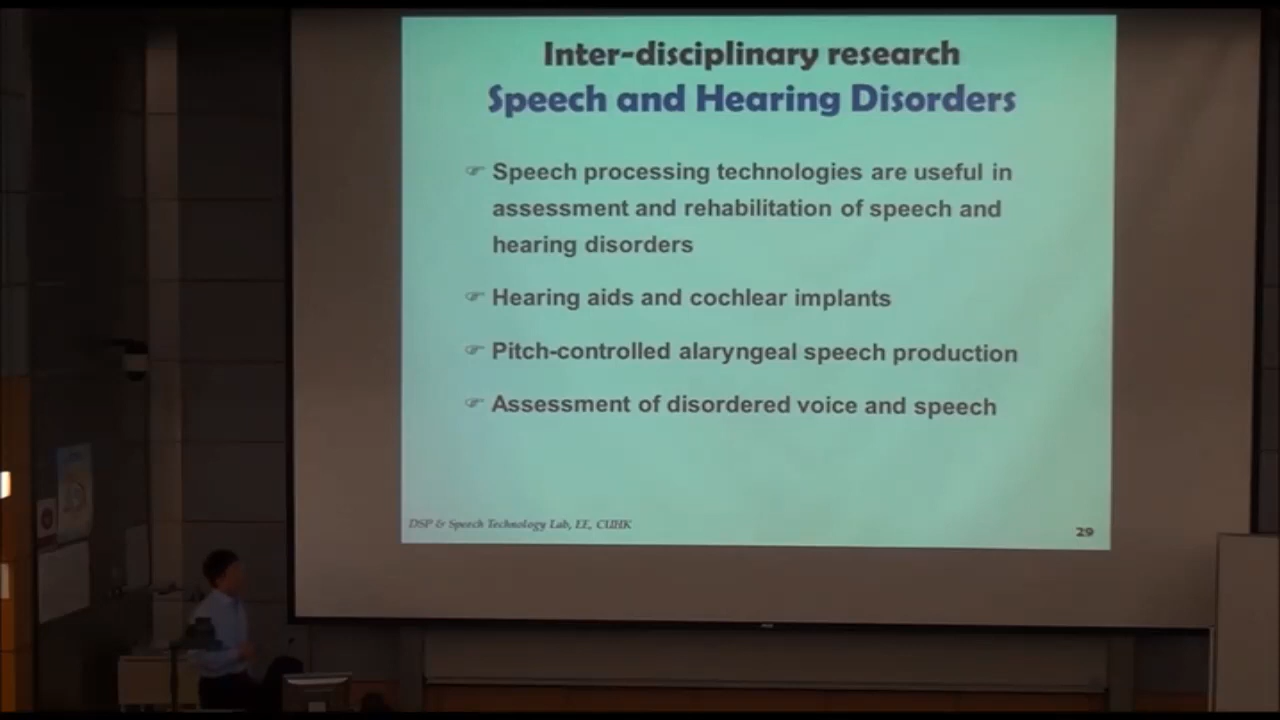 Inter-disciplinary research
Speech and Hearing Disorders
Speech processing technologies are useful in
assessment and rehabilitation of speech and
hearing disorders
Hearing aids and cochlear implants
Pitch-controlled alaryngeal speech production
Assessment of disordered voice and speech
DSP & Speech Technology Lab, EE, CUHK
29